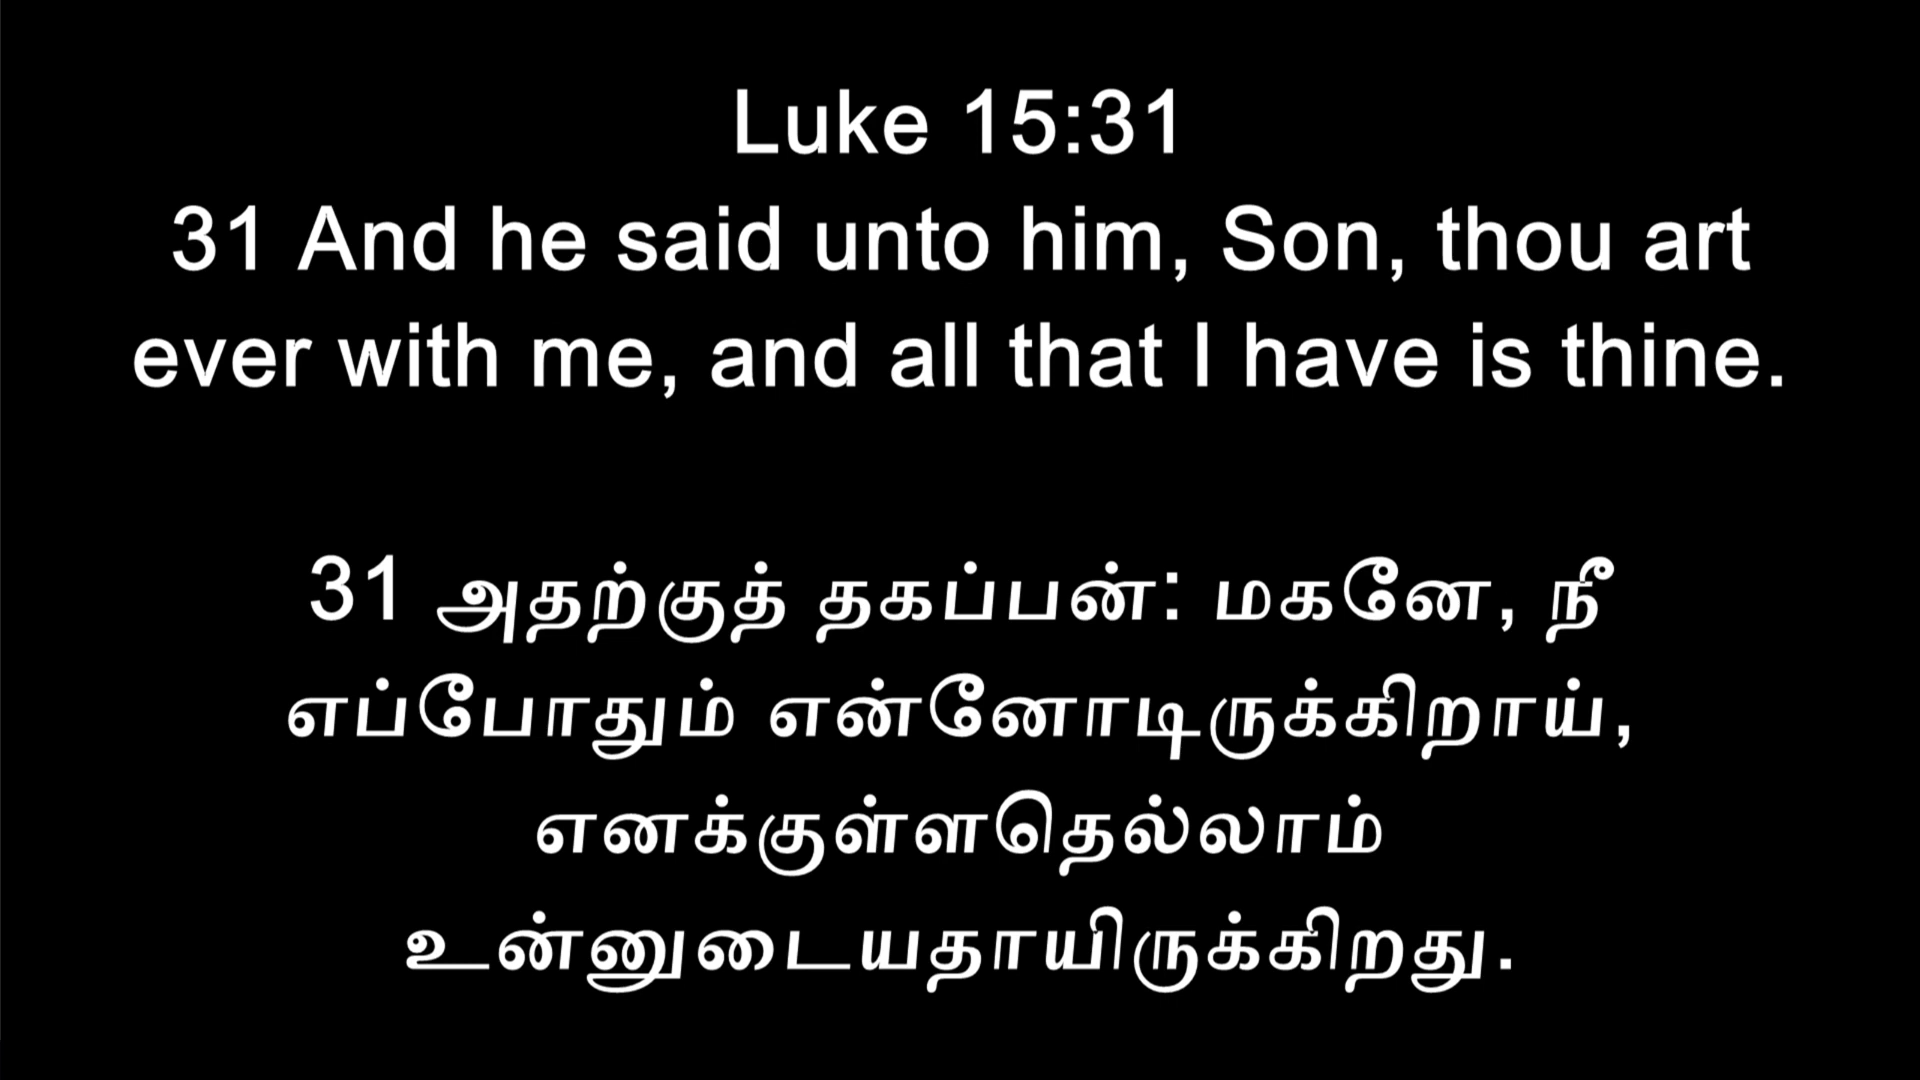 Luke 15:31
31 And he said unto him, Son, thou art
ever with me, and all that I have is thine.
31 அதற்குத் தகப்பன்: மகனே, நீ
எப்போதும் என்னோடிருக்கிறாய்,
எனக்குள்ளதெல்லாம்
உன்னுடையதாயிருக்கிறது.